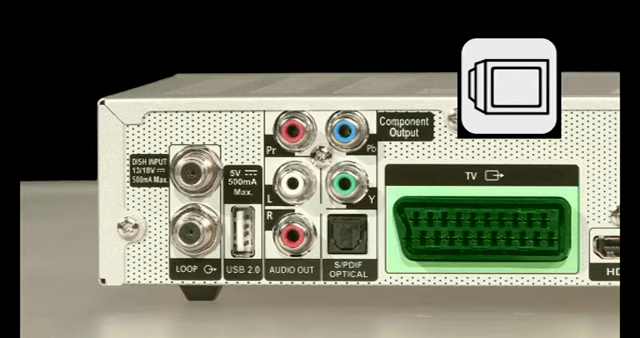 Component
Output
Pr
Pb
DISH INPUT
13/18V ⎓
500mA Max.
5V ⎓
500mA
Max.
TV
L
Y
R
LOOP
USB 2.0
AUDIO OUT
S/PDIF
OPTICAL
HD